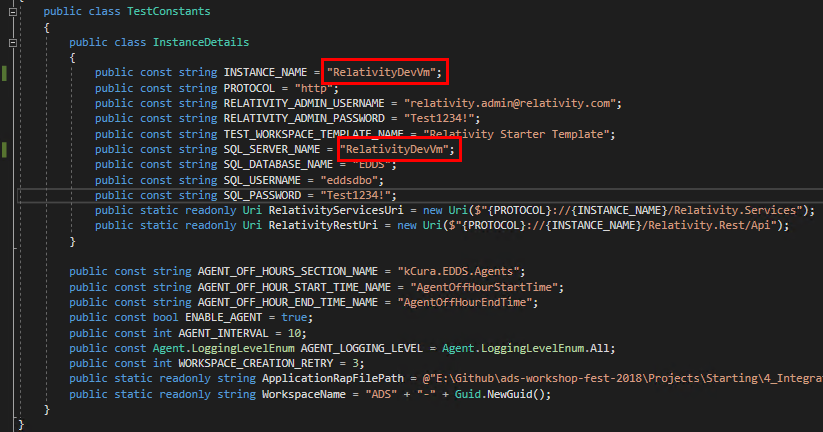 public class TestConstants
{
public class InstanceDetails
{
public const string INSTANCE_NAME = "RelativityDevVm";
public const string PROTOCOL = "http";
public const string RELATIVITY_ADMIN_USERNAME = "relativity.admin@relativity.com";
public const string RELATIVITY_ADMIN_PASSWORD = "Test1234!";
public const string TEST_WORKSPACE_TEMPLATE_NAME = "Relativity Starter Template";
public const string SQL_SERVER_NAME = "RelativityDevVm";
public const string SQL_DATABASE_NAME = "EDDS";
public const string SQL_USERNAME = "eddsdbo";
public const string SQL_PASSWORD = "Test1234!";
public static readonly Uri RelativityServicesUri = new Uri($"{PROTOCOL}://{INSTANCE_NAME}/Relativity.Services");
public static readonly Uri RelativityRestUri = new Uri($"{PROTOCOL}://{INSTANCE_NAME}/Relativity.Rest/Api");
}
public const string AGENT_OFF_HOURS_SECTION_NAME = "kCura.EDDS.Agents";
public const string AGENT_OFF_HOUR_START_TIME_NAME = "AgentOffHourStartTime";
public const string AGENT_OFF_HOUR_END_TIME_NAME = "AgentOffHourEndTime";
public const bool ENABLE_AGENT = true;
public const int AGENT_INTERVAL = 10;
public const Agent.LoggingLevelEnum AGENT_LOGGING_LEVEL = Agent.LoggingLevelEnum.All;
public const int WORKSPACE_CREATION_RETRY = 3;
public static readonly string ApplicationRapFilePath = @"E:\Github\ads-workshop-fest-2018\Projects\Starting\4_Integrat
public static readonly string WorkspaceName = "ADS" + "-" + Guid.NewGuid();
}
}